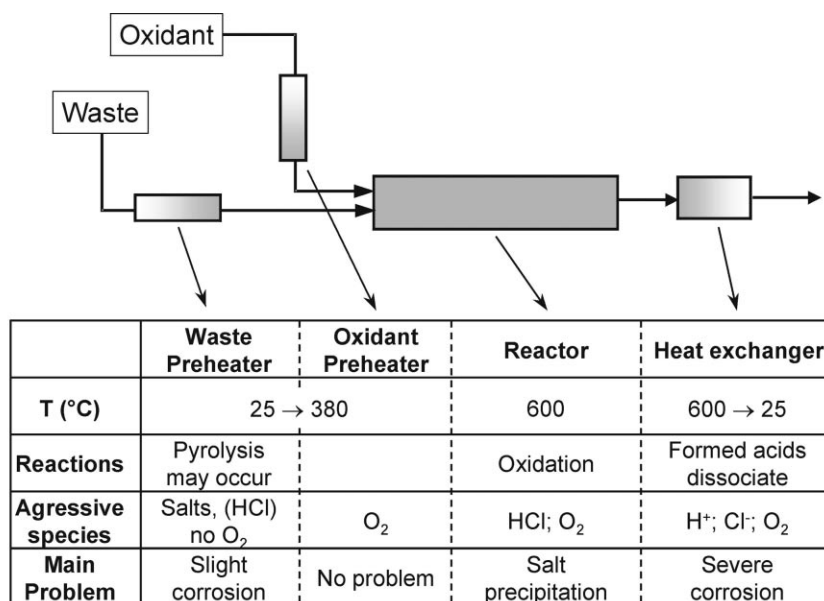 Oxidant
Waste
Waste Preheater
Oxidant Preheater
Reactor
Heat exchanger
T (°C)
25 → 380
600
600 → 25
Reactions
Pyrolysis may occur
Oxidation
Formed acids dissociate
Agressive species
Salts, (HCl) no O₂
O₂
HCl; O₂
H⁺; Cl⁻; O₂
Main Problem
Slight corrosion
No problem
Salt precipitation
Severe corrosion